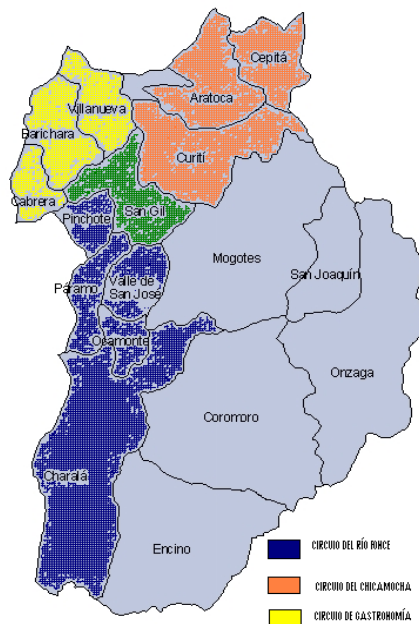 Cepitá
Aratoca
Villanueva
Barichara
Curití
Cabrera
San Gil
Pinchote
Mogotes
Valle de
San José
San Joaquín
Páramo
Ocamonte
Onzaga
Coromoro
Charalá
Encino
CIRCUIO DEL RÍO FONCE
CIRCUIO DEL CHICAMOCHA
CIRCUIO DE GASTRONOMÍA